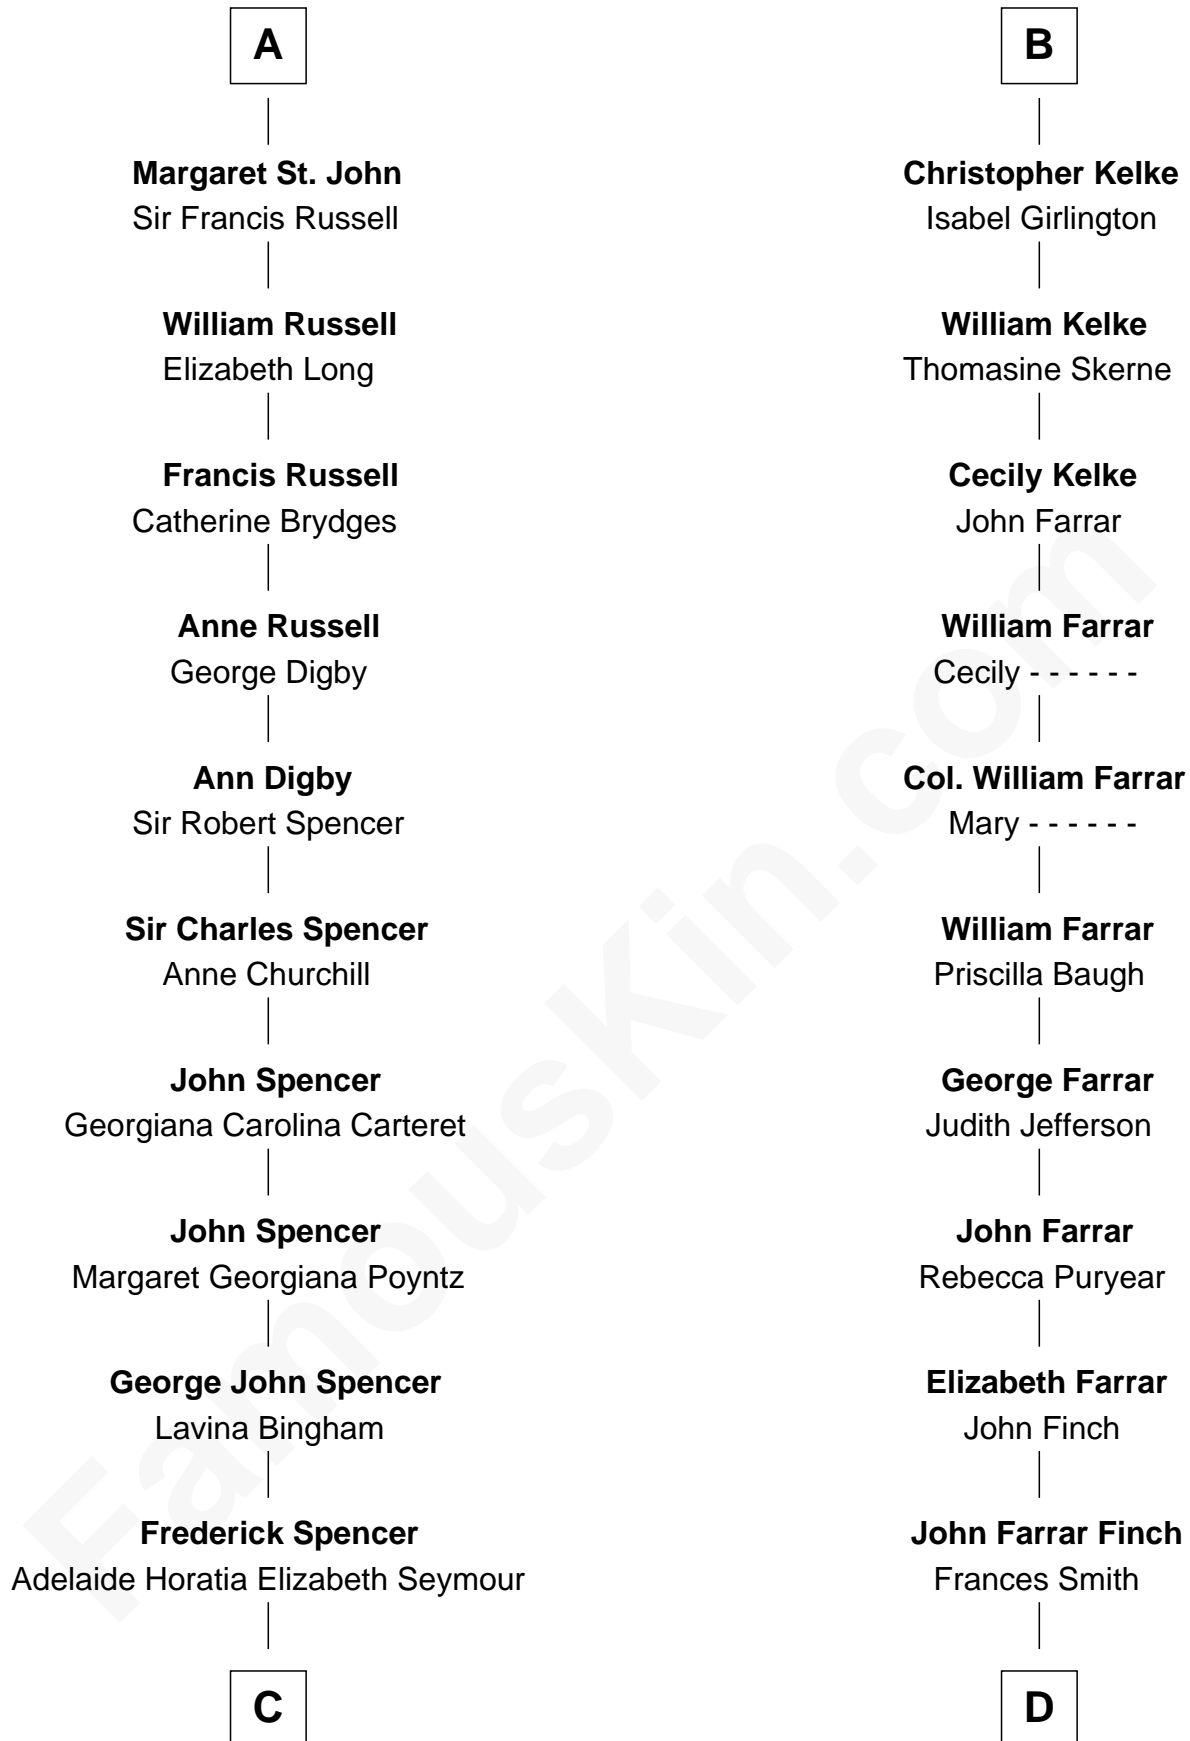 A
Margaret St. John
Sir Francis Russell
William Russell
Elizabeth Long
Francis Russell
Catherine Brydges
Anne Russell
George Digby
Ann Digby
Sir Robert Spencer
Sir Charles Spencer
Anne Churchill
John Spencer
Georgiana Carolina Carteret
John Spencer
Margaret Georgiana Poyntz
George John Spencer
Lavina Bingham
Frederick Spencer
Adelaide Horatia Elizabeth Seymour
C
B
Christopher Kelke
Isabel Girlington
William Kelke
Thomasine Skerne
Cecily Kelke
John Farrar
William Farrar
Cecily - - - - - -
Col. William Farrar
Mary - - - - - -
William Farrar
Priscilla Baugh
George Farrar
Judith Jefferson
John Farrar
Rebecca Puryear
Elizabeth Farrar
John Finch
John Farrar Finch
Frances Smith
D
FamousKin.com